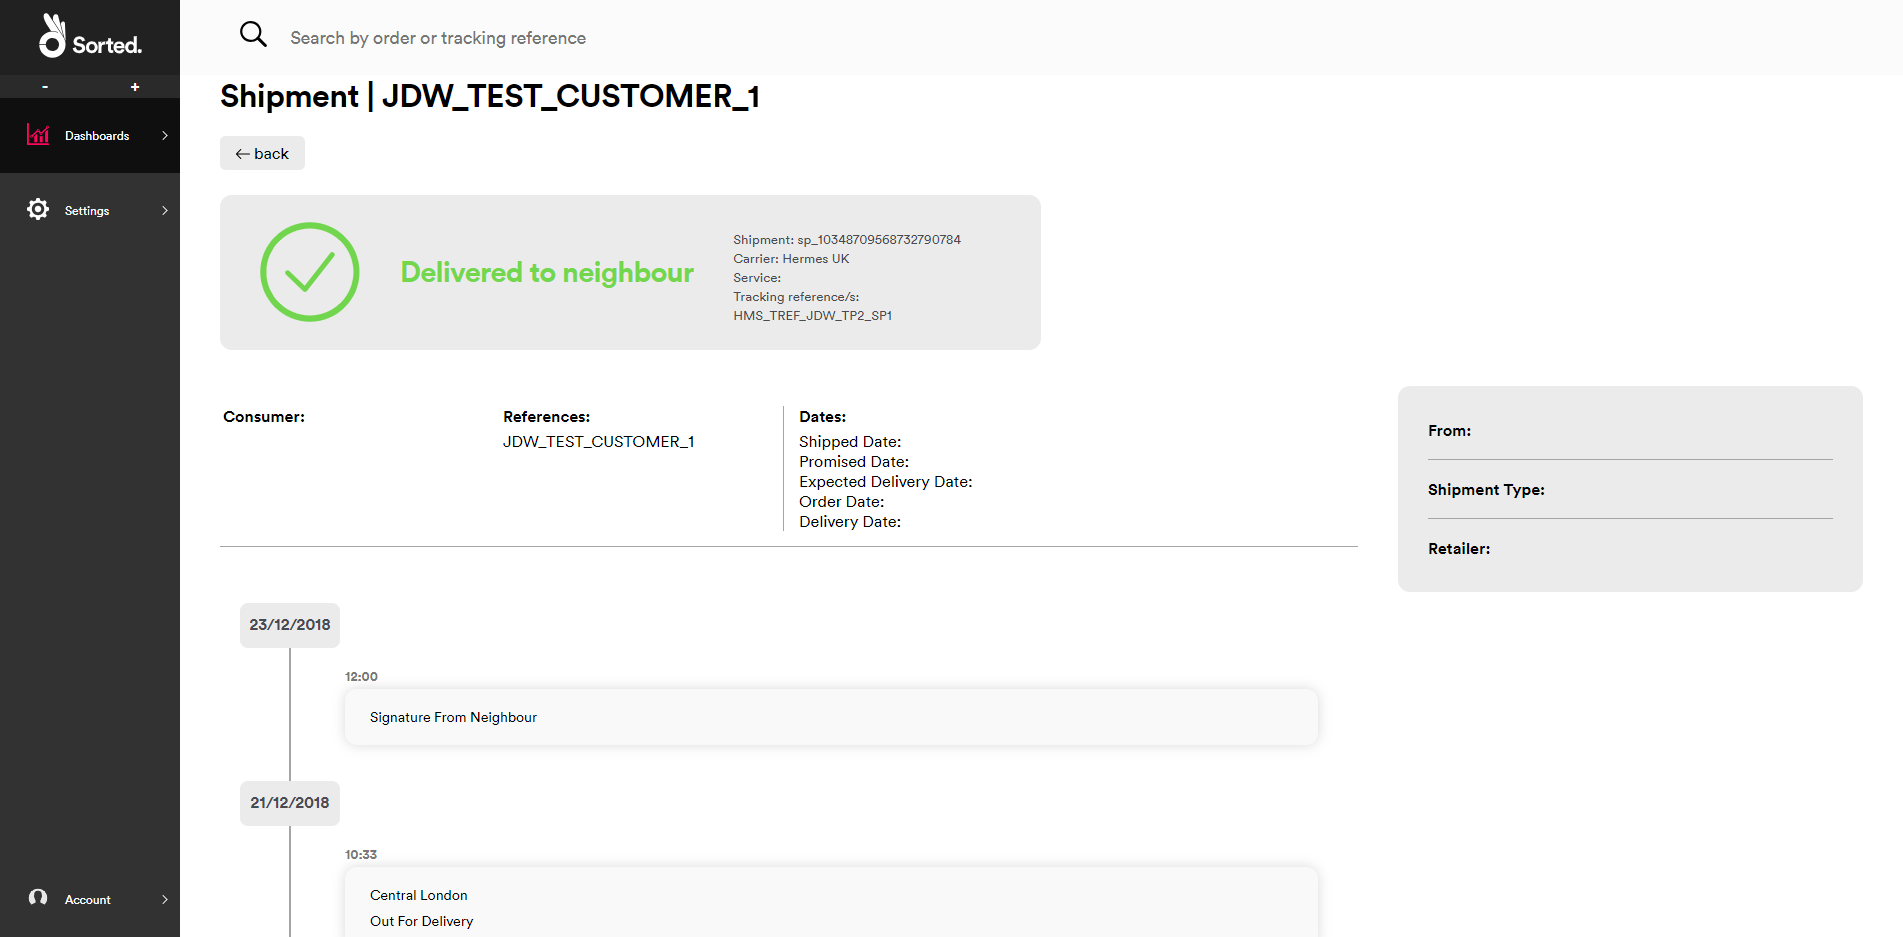 Sorted.
- +
Dashboards
Settings
Account
Search by order or tracking reference
Shipment | JDW_TEST_CUSTOMER_1
← back
Delivered to neighbour
Shipment: sp_10348709568732790784
Carrier: Hermes UK
Service:
Tracking reference/s:
HMS_TREF_JDW_TP2_SP1
Consumer:
References:
JDW_TEST_CUSTOMER_1
Dates:
Shipped Date:
Promised Date:
Expected Delivery Date:
Order Date:
Delivery Date:
From:
Shipment Type:
Retailer:
23/12/2018
12:00
Signature From Neighbour
21/12/2018
10:33
Central London
Out For Delivery